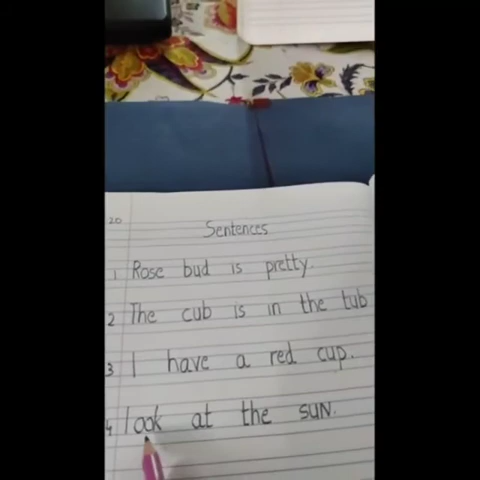 20
Sentences
1 Rose bud is pretty.
2 The cub is in the tub
3 I have a red cup.
4 look at the sun.